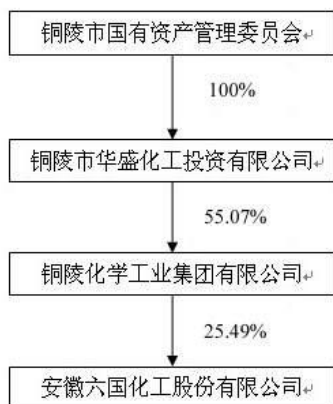 铜陵市国有资产管理委员会
100%
铜陵市华盛化工投资有限公司
55.07%
铜陵化学工业集团有限公司
25.49%
安徽六国化工股份有限公司